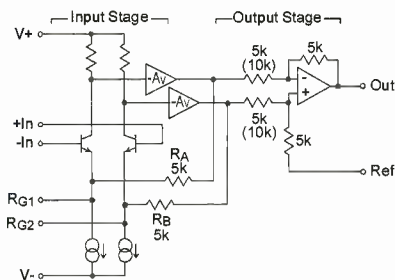 Input Stage
Output Stage
V+
5k
(10k)
5k
-Av
-Av
-
+
Out
+In
-In
5k
(10k)
5k
RA
5k
Ref
RG1
RG2
RB
5k
V-